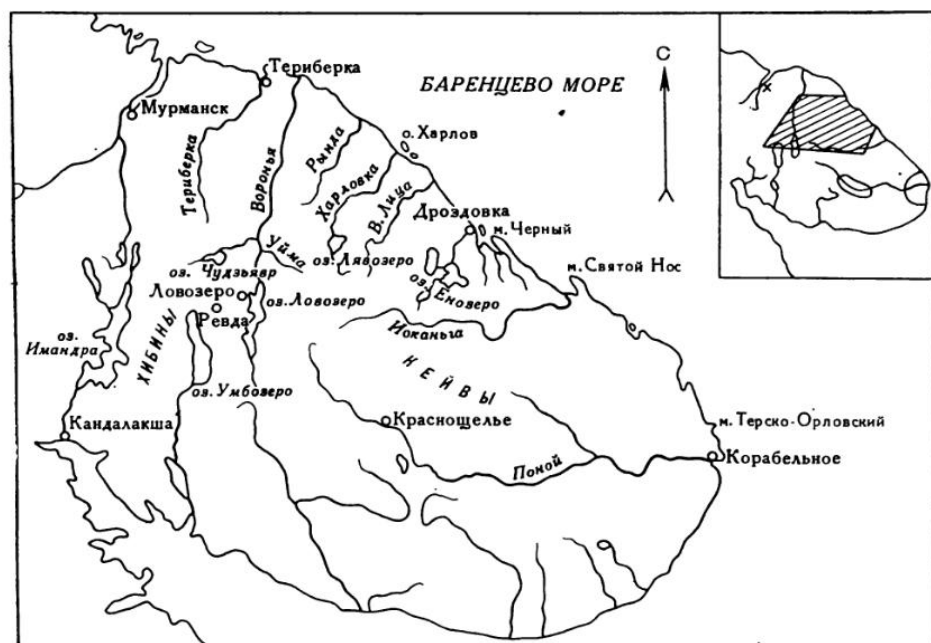 Териберка
БАРЕНЦЕВО МОРЕ
С
Мурманск
о. Харлов
Териберка
Воронья
Рында
Харловка
В. Лица
Дроздовка
м. Черный
Уйма
оз. Лявозеро
оз. Чудзьявр
м. Святой Нос
Ловозеро
оз. Ловозеро
оз. Енозеро
Ревда
Иоканьга
оз.
Имандра
ХИБИНЫ
КЕЙВЫ
оз. Умбозеро
Кандалакша
Краснощелье
м. Терско-Орловский
Поной
Корабельное